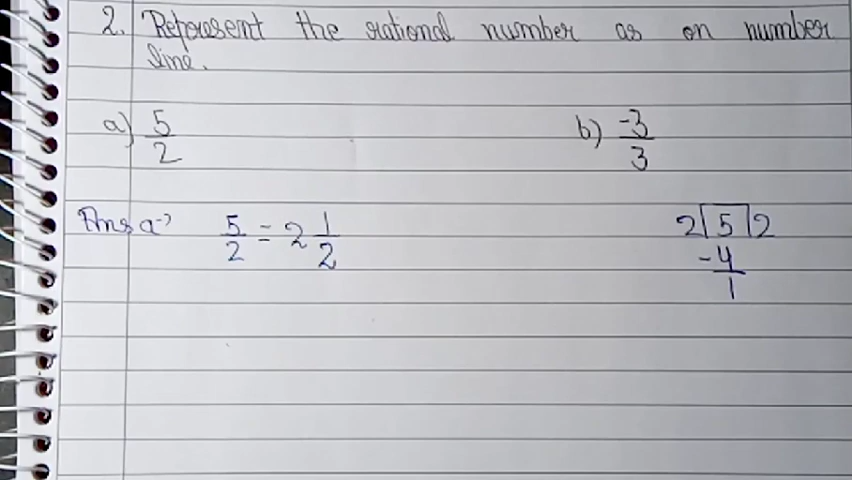 2. Represent the rational number as on number
line.
a) 5/2 b) -3/3
Ans a→ 5/2 = 2 1/2
2 5 2
-4
1